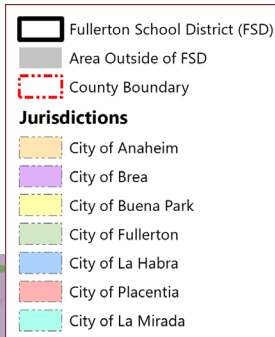 Fullerton School District (FSD)
Area Outside of FSD
County Boundary
Jurisdictions
City of Anaheim
City of Brea
City of Buena Park
City of Fullerton
City of La Habra
City of Placentia
City of La Mirada